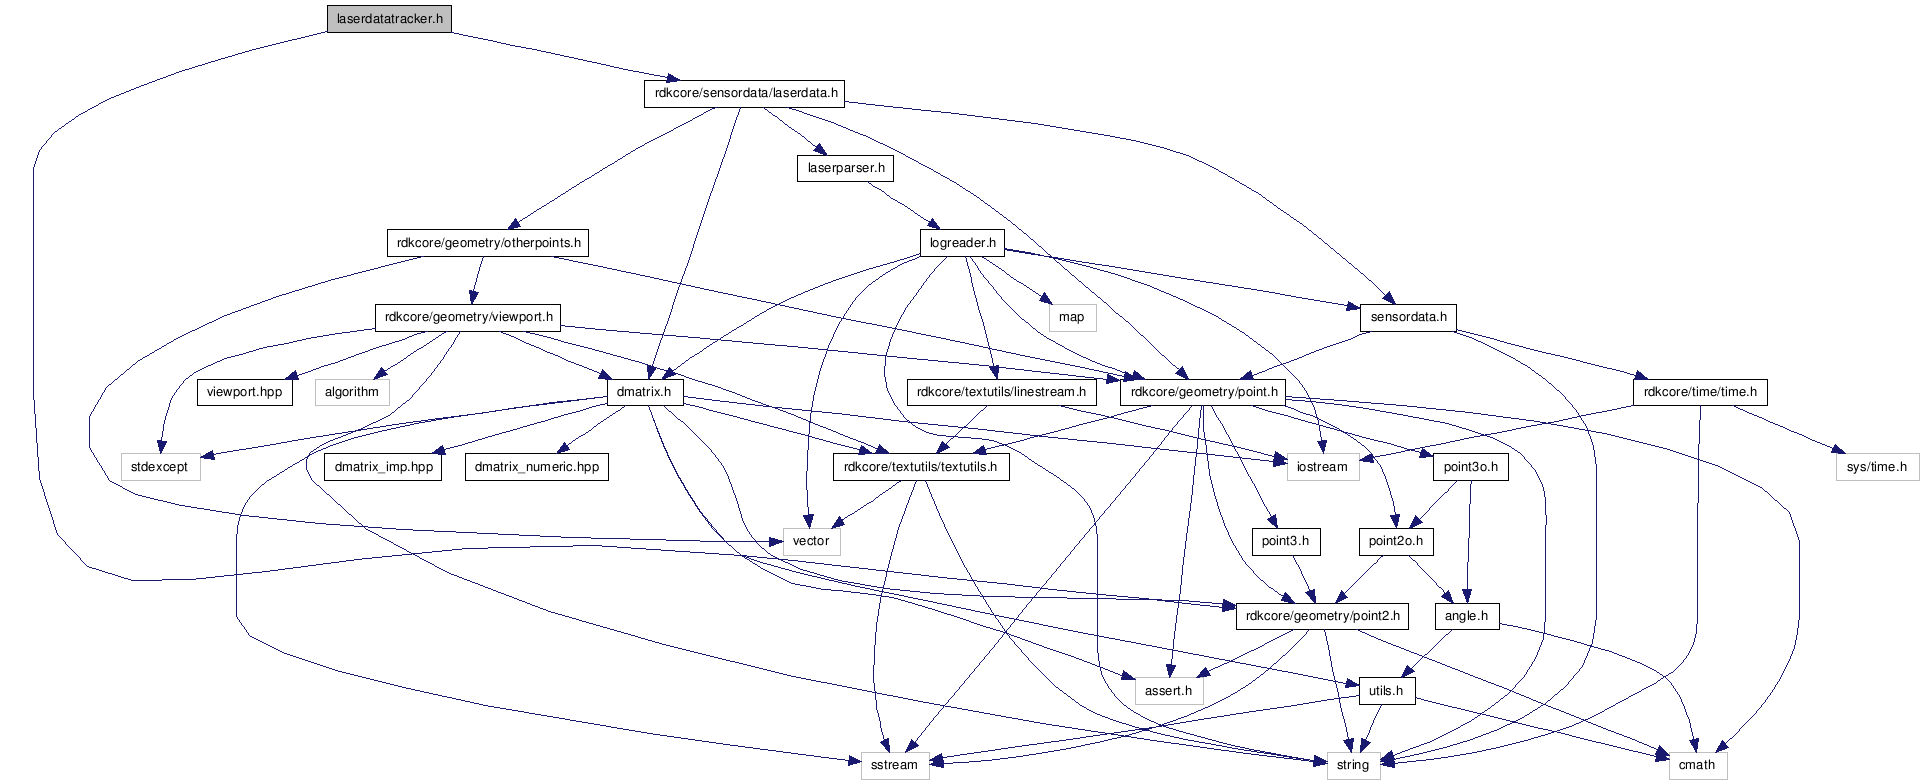 laserdatatracker.h
rdkcore/sensordata/laserdata.h
laserparser.h
rdkcore/geometry/otherpoints.h
logreader.h
rdkcore/geometry/viewport.h
map
sensordata.h
viewport.hpp
algorithm
dmatrix.h
rdkcore/textutils/linestream.h
rdkcore/geometry/point.h
rdkcore/time/time.h
stdexcept
dmatrix_imp.hpp
dmatrix_numeric.hpp
rdkcore/textutils/textutils.h
iostream
point3o.h
sys/time.h
vector
point3.h
point2o.h
rdkcore/geometry/point2.h
angle.h
assert.h
utils.h
sstream
string
cmath